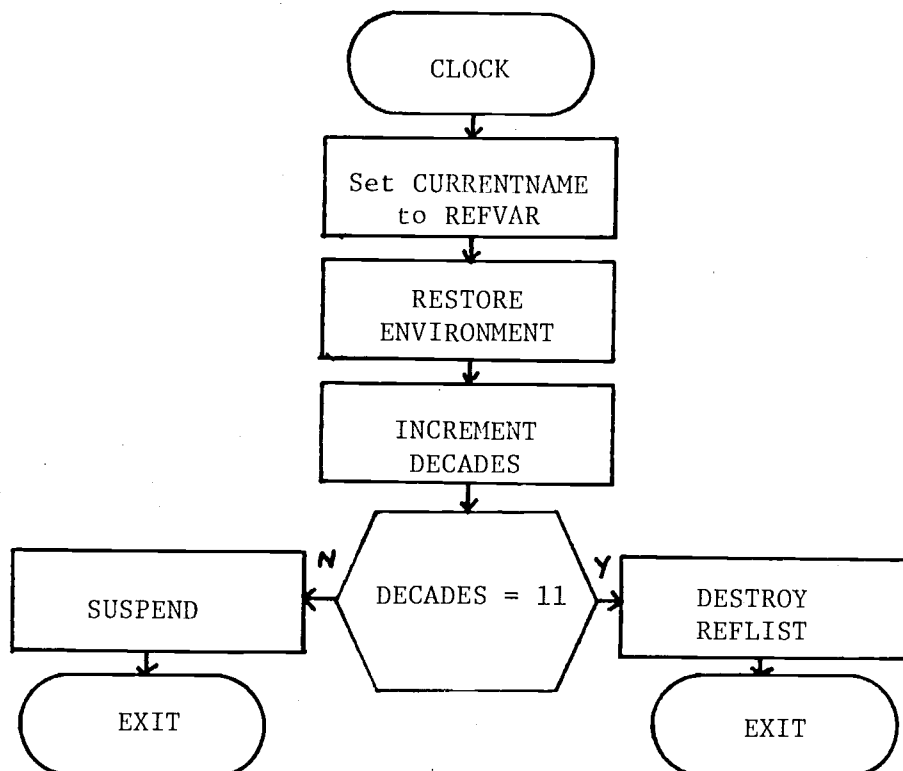 CLOCK
Set CURRENTNAME
to REFVAR
RESTORE
ENVIRONMENT
INCREMENT
DECADES
N
DECADES = 11
Y
SUSPEND
DESTROY
REFLIST
EXIT
EXIT